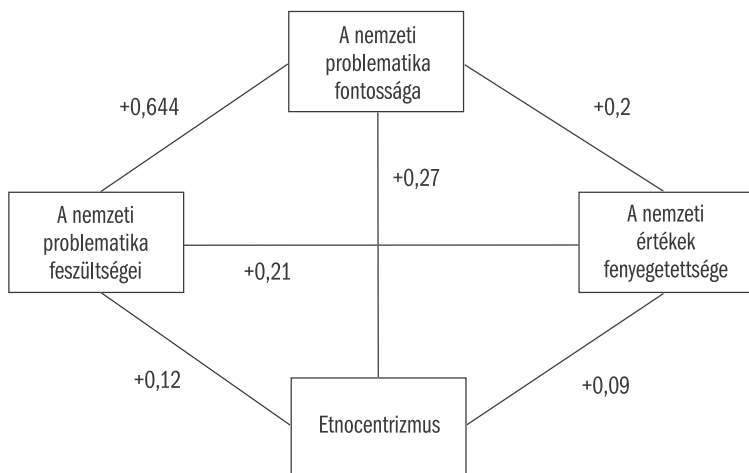 A nemzeti
problematika
fontossága
+0,644
+0,2
+0,27
A nemzeti
problematika
feszültségei
A nemzeti
értékek
fenyegetettsége
+0,21
+0,12
+0,09
Etnocentrizmus